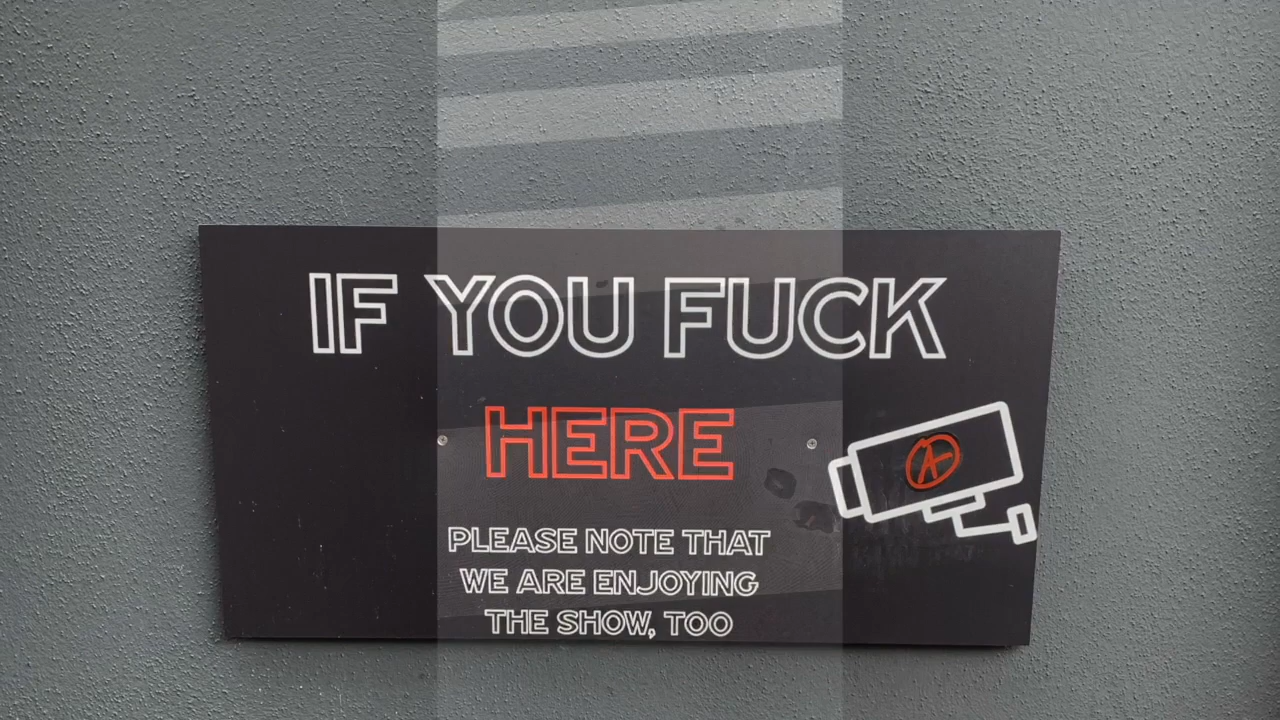 IF YOU FUCK
HERE
A
PLEASE NOTE THAT
WE ARE ENJOYING
THE SHOW, TOO